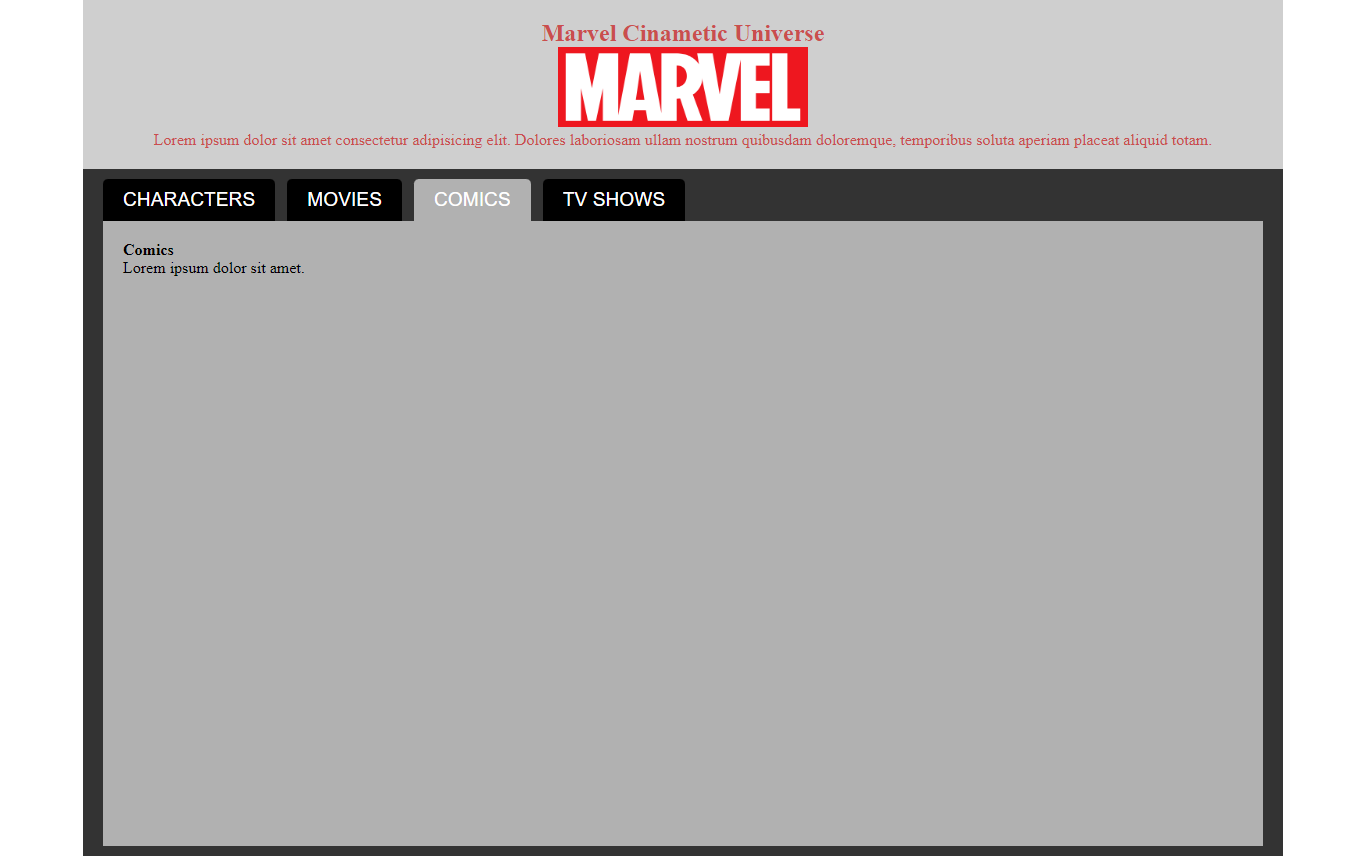 Marvel Cinametic Universe
MARVEL
Lorem ipsum dolor sit amet consectetur adipisicing elit. Dolores laboriosam ullam nostrum quibusdam doloremque, temporibus soluta aperiam placeat aliquid totam.
CHARACTERS MOVIES COMICS TV SHOWS
Comics
Lorem ipsum dolor sit amet.